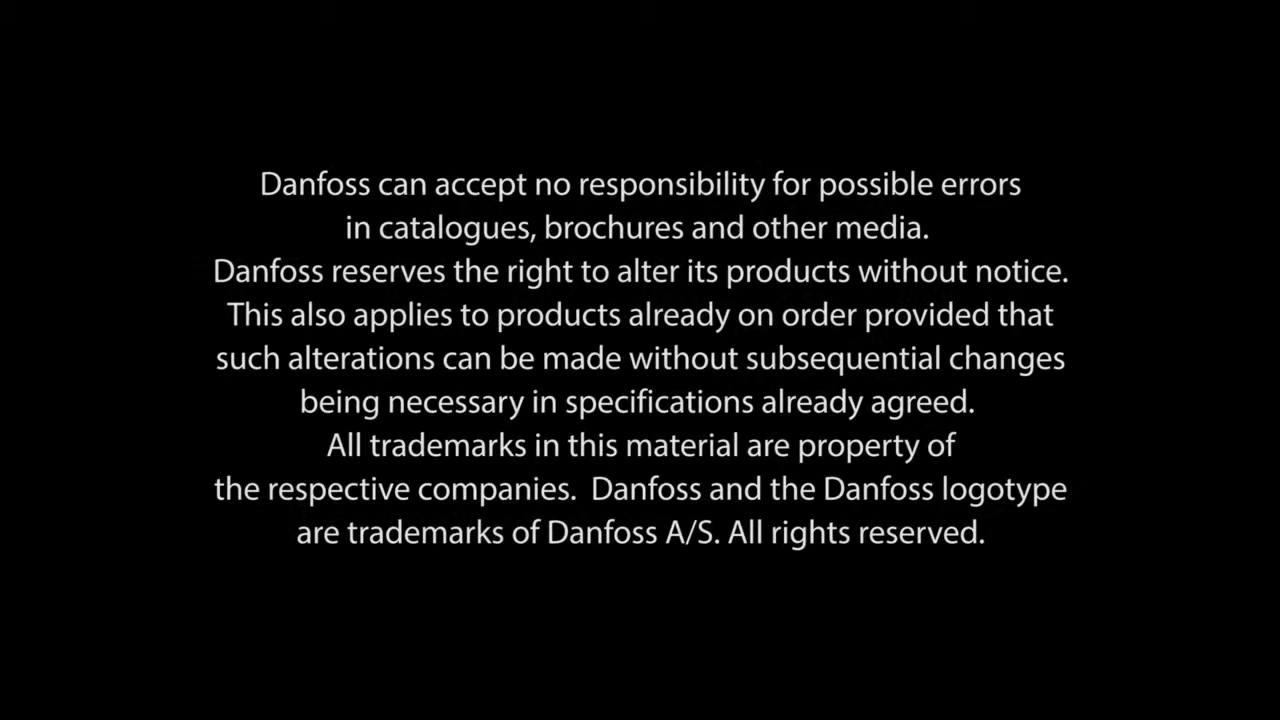 Danfoss can accept no responsibility for possible errors
in catalogues, brochures and other media.
Danfoss reserves the right to alter its products without notice.
This also applies to products already on order provided that
such alterations can be made without subsequential changes
being necessary in specifications already agreed.
All trademarks in this material are property of
the respective companies.  Danfoss and the Danfoss logotype
are trademarks of Danfoss A/S. All rights reserved.